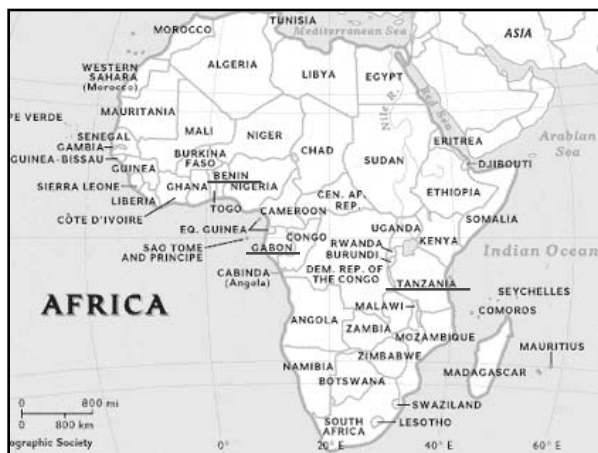 TUNISIA
MOROCCO
Mediterranean Sea
ASIA
WESTERN
SAHARA
(Morocco)
ALGERIA
LIBYA
EGYPT
Nile R.
Red Sea
MAURITANIA
PE VERDE
MALI
NIGER
CHAD
SUDAN
ERITREA
Arabian
Sea
SENEGAL
GAMBIA
GUINEA-BISSAU
GUINEA
BURKINA
FASO
BENIN
NIGERIA
DJIBOUTI
SIERRA LEONE
GHANA
ETHIOPIA
LIBERIA
TOGO
CEN. AF.
REP.
CÔTE D'IVOIRE
CAMEROON
SOMALIA
EQ. GUINEA
CONGO
UGANDA
KENYA
SAO TOME
AND PRINCIPE
GABON
RWANDA
BURUNDI
Indian Ocean
DEM. REP. OF
THE CONGO
CABINDA
(Angola)
TANZANIA
SEYCHELLES
AFRICA
MALAWI
COMOROS
ANGOLA
ZAMBIA
MOZAMBIQUE
MAURITIUS
ZIMBABWE
NAMIBIA
MADAGASCAR
BOTSWANA
SWAZILAND
SOUTH
AFRICA
LESOTHO
0 800 mi
0 800 km
ographic Society
0°
20° E
40° E
60° E